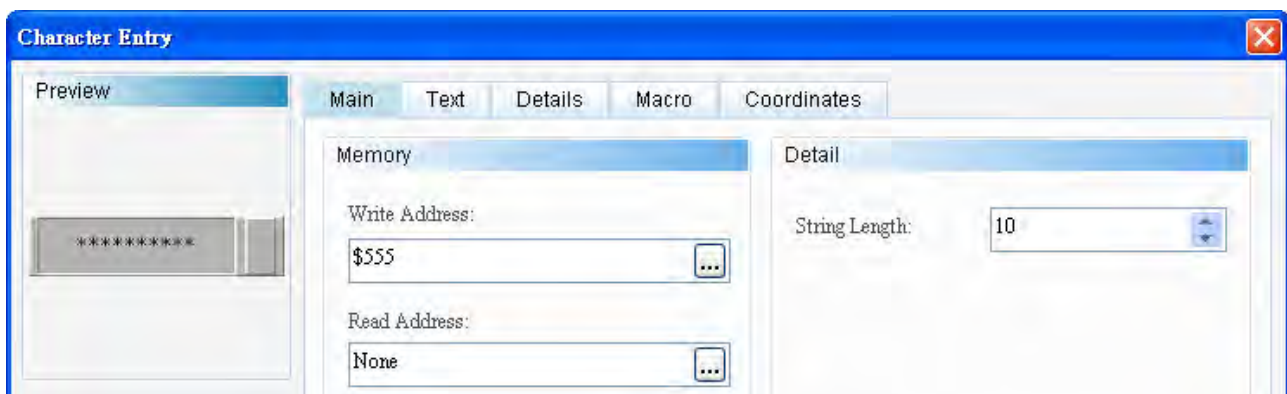 Character Entry
Preview
Main Text Details Macro Coordinates
Memory
Detail
Write Address:
String Length: 10
**********
$555 ...
Read Address:
None ...